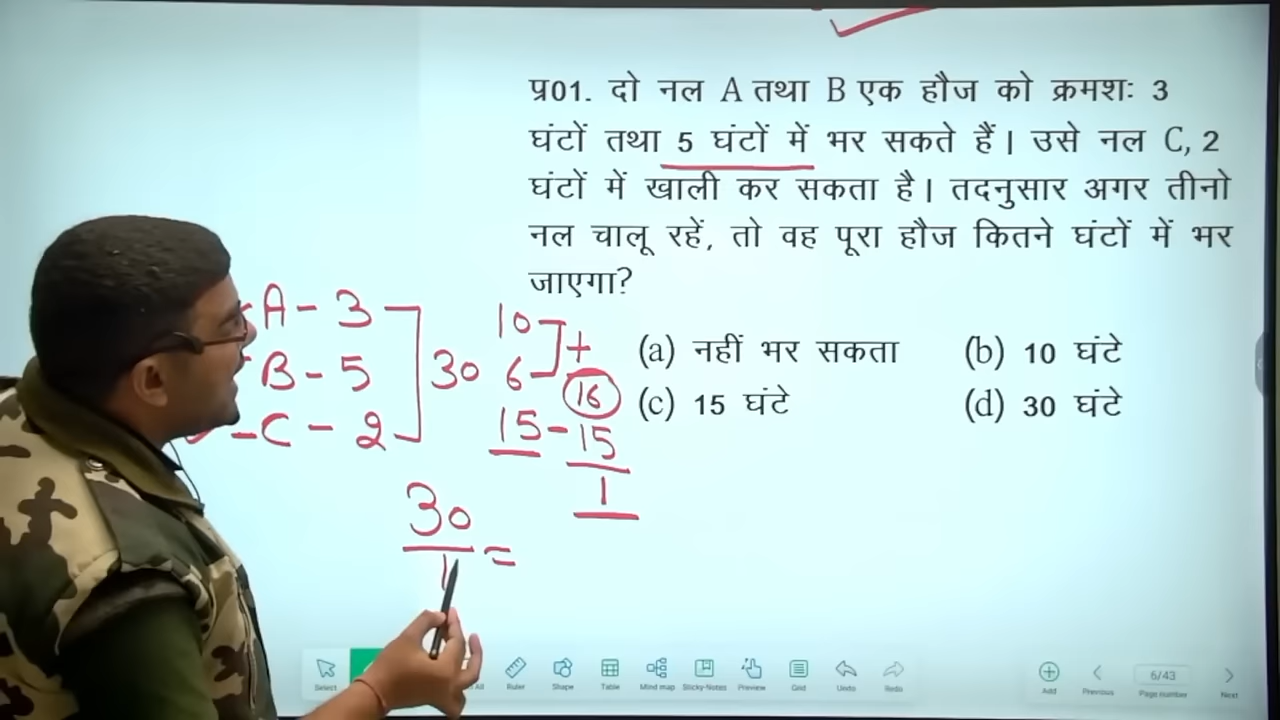 प्र01. दो नल A तथा B एक हौज को क्रमशः 3
घंटों तथा 5 घंटों में भर सकते हैं। उसे नल C, 2
घंटों में खाली कर सकता है। तदनुसार अगर तीनो
नल चालू रहें, तो वह पूरा हौज कितने घंटों में भर
जाएगा?
(a) नहीं भर सकता (b) 10 घंटे
(c) 15 घंटे (d) 30 घंटे
A - 3
B - 5
C - 2
30
10
6
+
16
15 - 15
1
30
1
=
Select
Ruler
Shape
Table
Mind map
Sticky-Notes
Preview
Grid
Undo
Redo
Add
Previous
6/43
Page number
Next